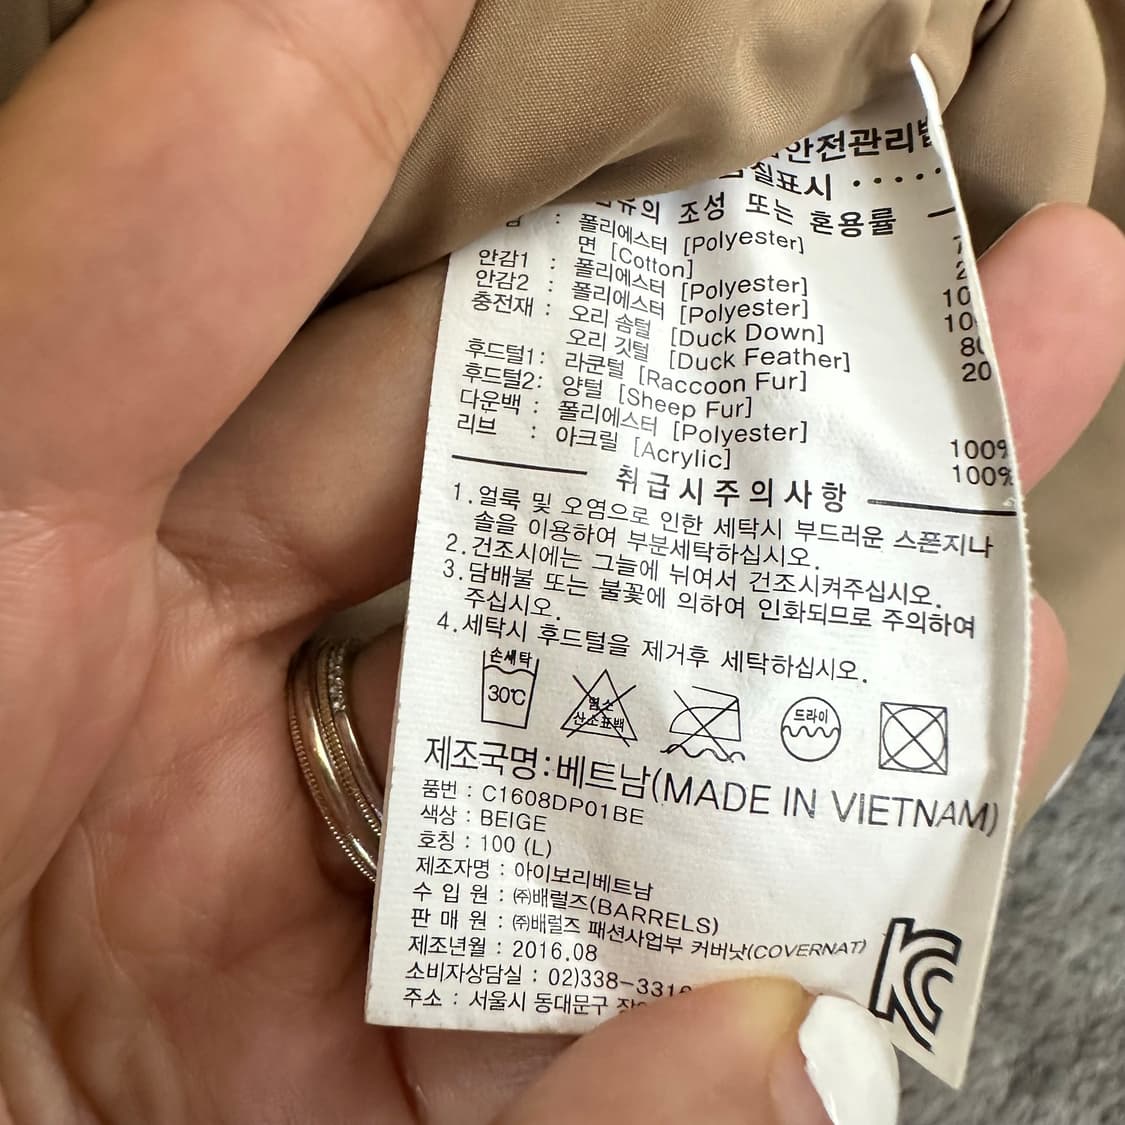 안전관리법
품질표시 ·····
섬유의 조성 또는 혼용률
: 폴리에스터 [Polyester]
면 [Cotton]
안감1 : 폴리에스터 [Polyester]
안감2 : 폴리에스터 [Polyester]
충전재 : 오리 솜털 [Duck Down]
오리 깃털 [Duck Feather] 20
후드털1: 라쿤털 [Raccoon Fur]
후드털2: 양털 [Sheep Fur]
다운백 : 폴리에스터 [Polyester] 100%
리브 : 아크릴 [Acrylic] 100%
취급시주의사항
1.얼룩 및 오염으로 인한 세탁시 부드러운 스폰지나
솔을 이용하여 부분세탁하십시오.
2.건조시에는 그늘에 뉘여서 건조시켜주십시오.
3.담배불 또는 불꽃에 의하여 인화되므로 주의하여
주십시오.
4.세탁시 후드털을 제거후 세탁하십시오.
손세탁
30℃
염소
산소표백
드라이
제조국명:베트남(MADE IN VIETNAM)
품번 : C1608DP01BE
색상 : BEIGE
호칭 : 100 (L)
제조자명 : 아이보리베트남
수 입 원 : ㈜배럴즈(BARRELS)
판 매 원 : ㈜배럴즈 패션사업부 커버낫(COVERNAT)
제조년월 : 2016.08
소비자상담실 : 02)338-331
주소 : 서울시 동대문구